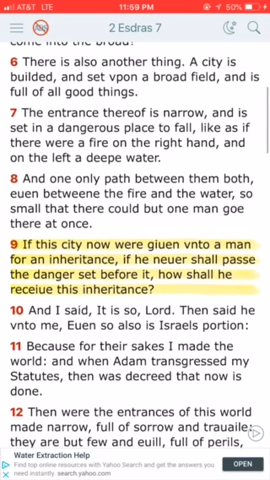 AT&T LTE 11:59 PM 50%
2 Esdras 7
come into the broad?
6 There is also another thing. A city is
builded, and set vpon a broad field, and is
full of all good things.
7 The entrance thereof is narrow, and is
set in a dangerous place to fall, like as if
there were a fire on the right hand, and
on the left a deepe water.
8 And one only path between them both,
euen betweene the fire and the water, so
small that there could but one man goe
there at once.
9 If this city now were giuen vnto a man
for an inheritance, if he neuer shall passe
the danger set before it, how shall he
receiue this inheritance?
10 And I said, It is so, Lord. Then said he
vnto me, Euen so also is Israels portion:
11 Because for their sakes I made the
world: and when Adam transgressed my
Statutes, then was decreed that now is
done.
12 Then were the entrances of this world
made narrow, full of sorrow and trauaile:
they are but few and euill, full of perils,
Water Extraction Help
Find top online resources with Yahoo Search and get the answers you
need instantly. search.yahoo.com
OPEN